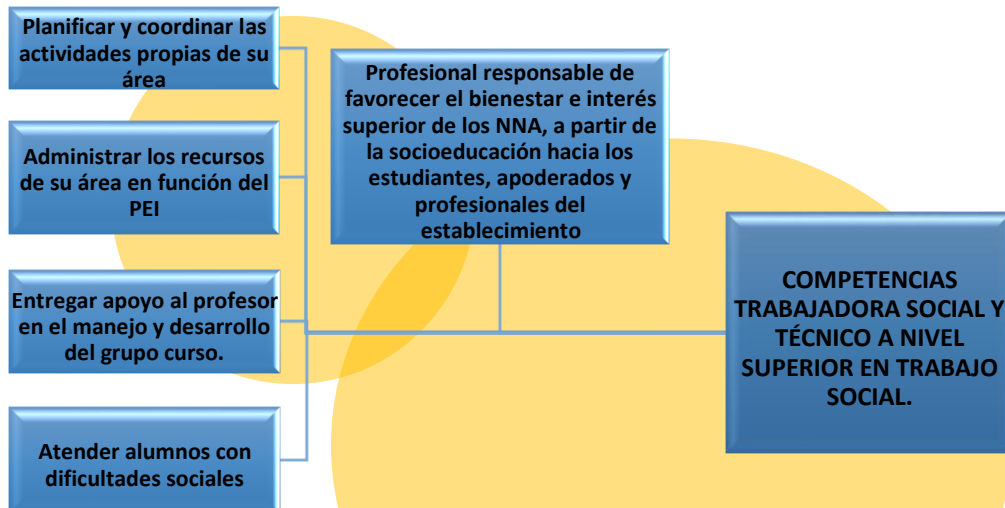 Planificar y coordinar las
actividades propias de su
área
Administrar los recursos
de su área en función del
PEI
Entregar apoyo al profesor
en el manejo y desarrollo
del grupo curso.
Atender alumnos con
dificultades sociales
Profesional responsable de
favorecer el bienestar e interés
superior de los NNA, a partir de
la socioeducación hacia los
estudiantes, apoderados y
profesionales del
establecimiento
COMPETENCIAS
TRABAJADORA SOCIAL Y
TÉCNICO A NIVEL
SUPERIOR EN TRABAJO
SOCIAL.